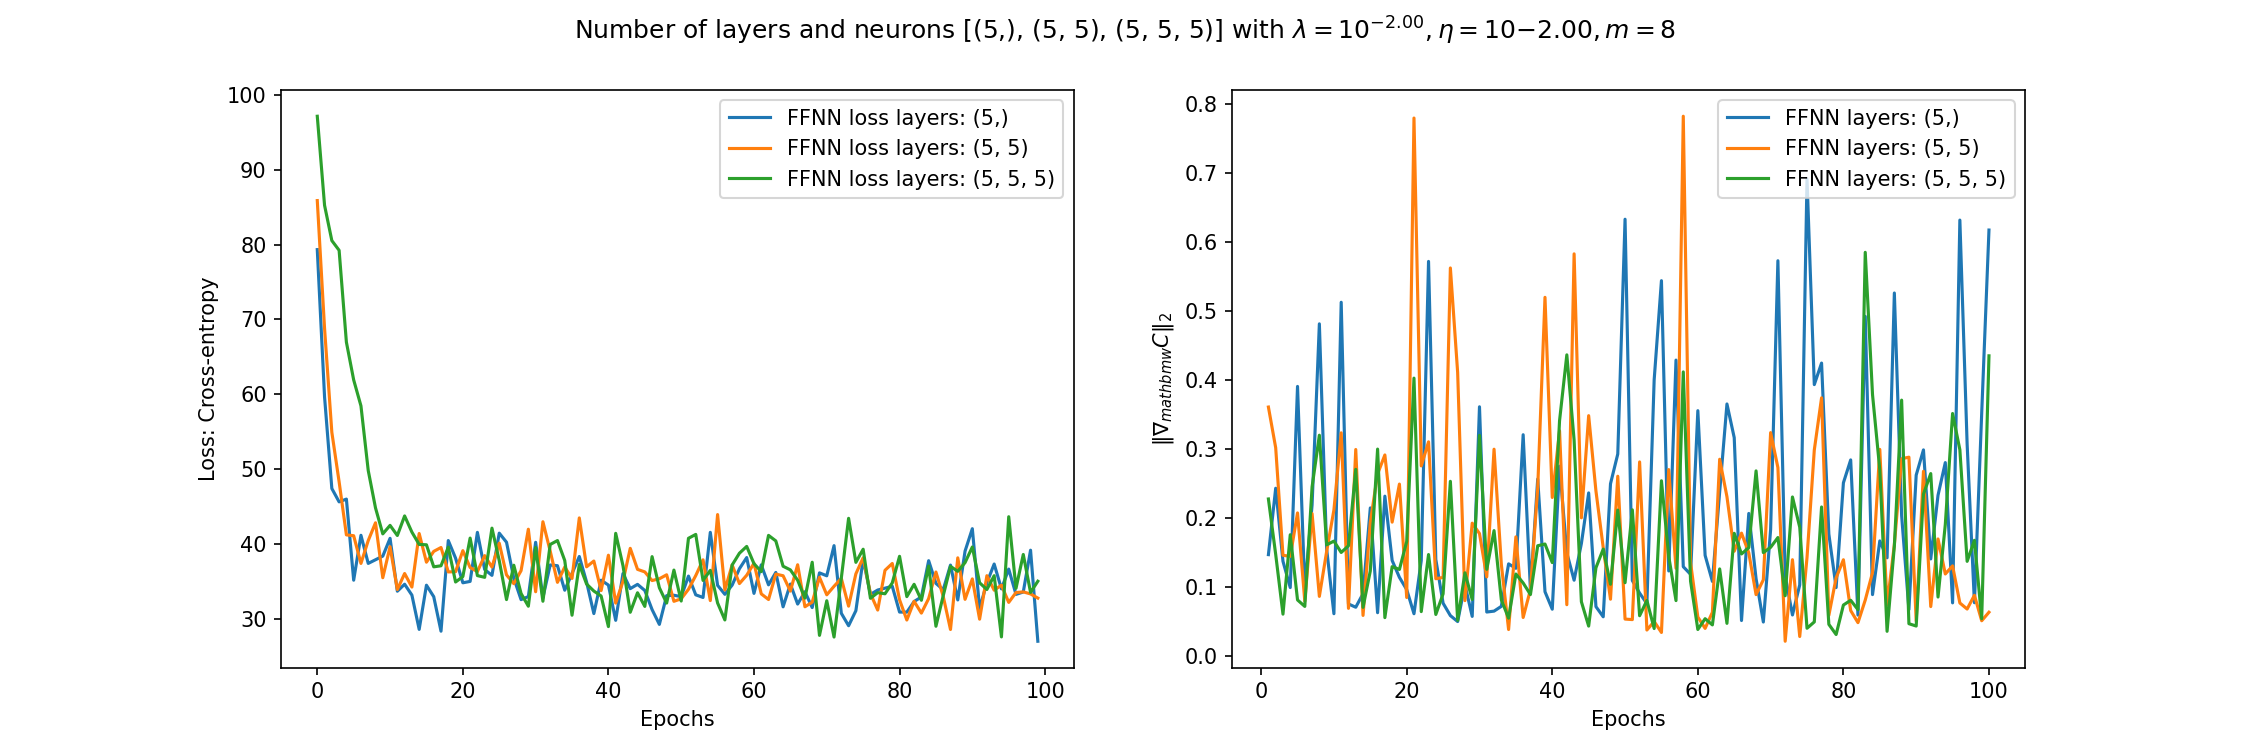 Number of layers and neurons [(5,), (5, 5), (5, 5, 5)] with λ = 10^{−2.00}, η = 10−2.00, m = 8
100
90
80
70
60
50
40
30
Loss: Cross-entropy
0 20 40 60 80 100
Epochs
FFNN loss layers: (5,)
FFNN loss layers: (5, 5)
FFNN loss layers: (5, 5, 5)
0.8
0.7
0.6
0.5
0.4
0.3
0.2
0.1
0.0
‖∇_{mathbmw}C‖₂
0 20 40 60 80 100
Epochs
FFNN layers: (5,)
FFNN layers: (5, 5)
FFNN layers: (5, 5, 5)